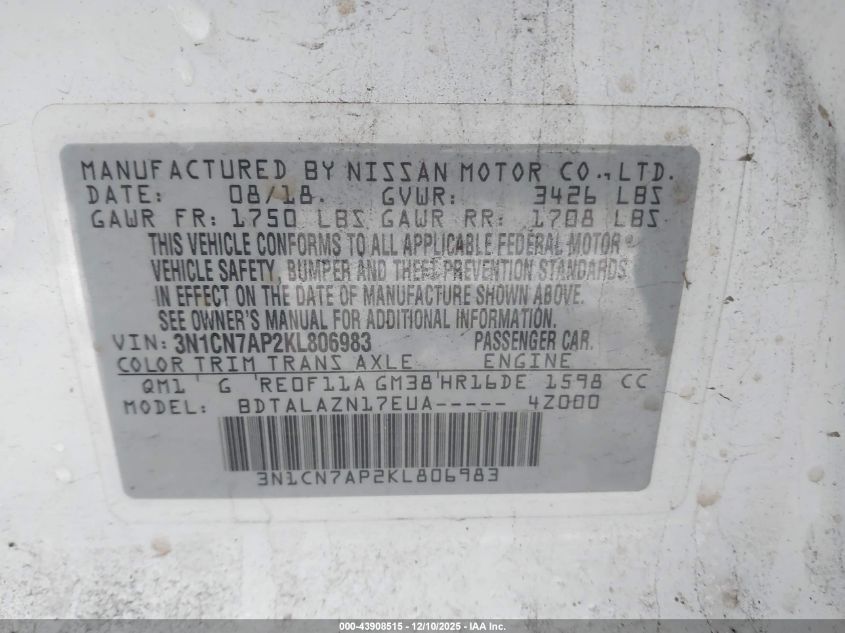 MANUFACTURED BY NISSAN MOTOR CO., LTD.
DATE: 08/18. GVWR: 3426 LBS
GAWR FR: 1750 LBS GAWR RR: 1708 LBS
THIS VEHICLE CONFORMS TO ALL APPLICABLE FEDERAL MOTOR
VEHICLE SAFETY, BUMPER AND THEFT PREVENTION STANDARDS
IN EFFECT ON THE DATE OF MANUFACTURE SHOWN ABOVE.
SEE OWNER'S MANUAL FOR ADDITIONAL INFORMATION.
VIN: 3N1CN7AP2KL806983 PASSENGER CAR.
COLOR TRIM TRANS AXLE ENGINE
QM1 ' G 'RE0F11A GM38'HR16DE 1598 CC
MODEL: BDTALAZN17EUA----- 4Z000
3N1CN7AP2KL806983
000-43908515 - 12/10/2025 - IAA Inc.